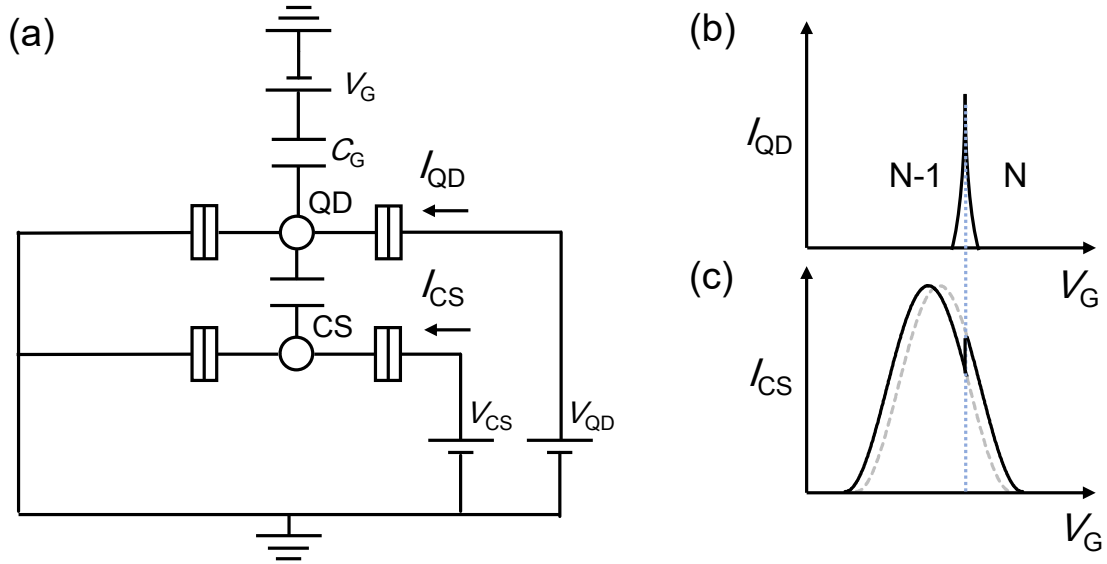 (a)
V_G
C_G
I_QD
QD
I_CS
CS
V_CS
V_QD
(b)
I_QD
N-1
N
V_G
(c)
I_CS
V_G